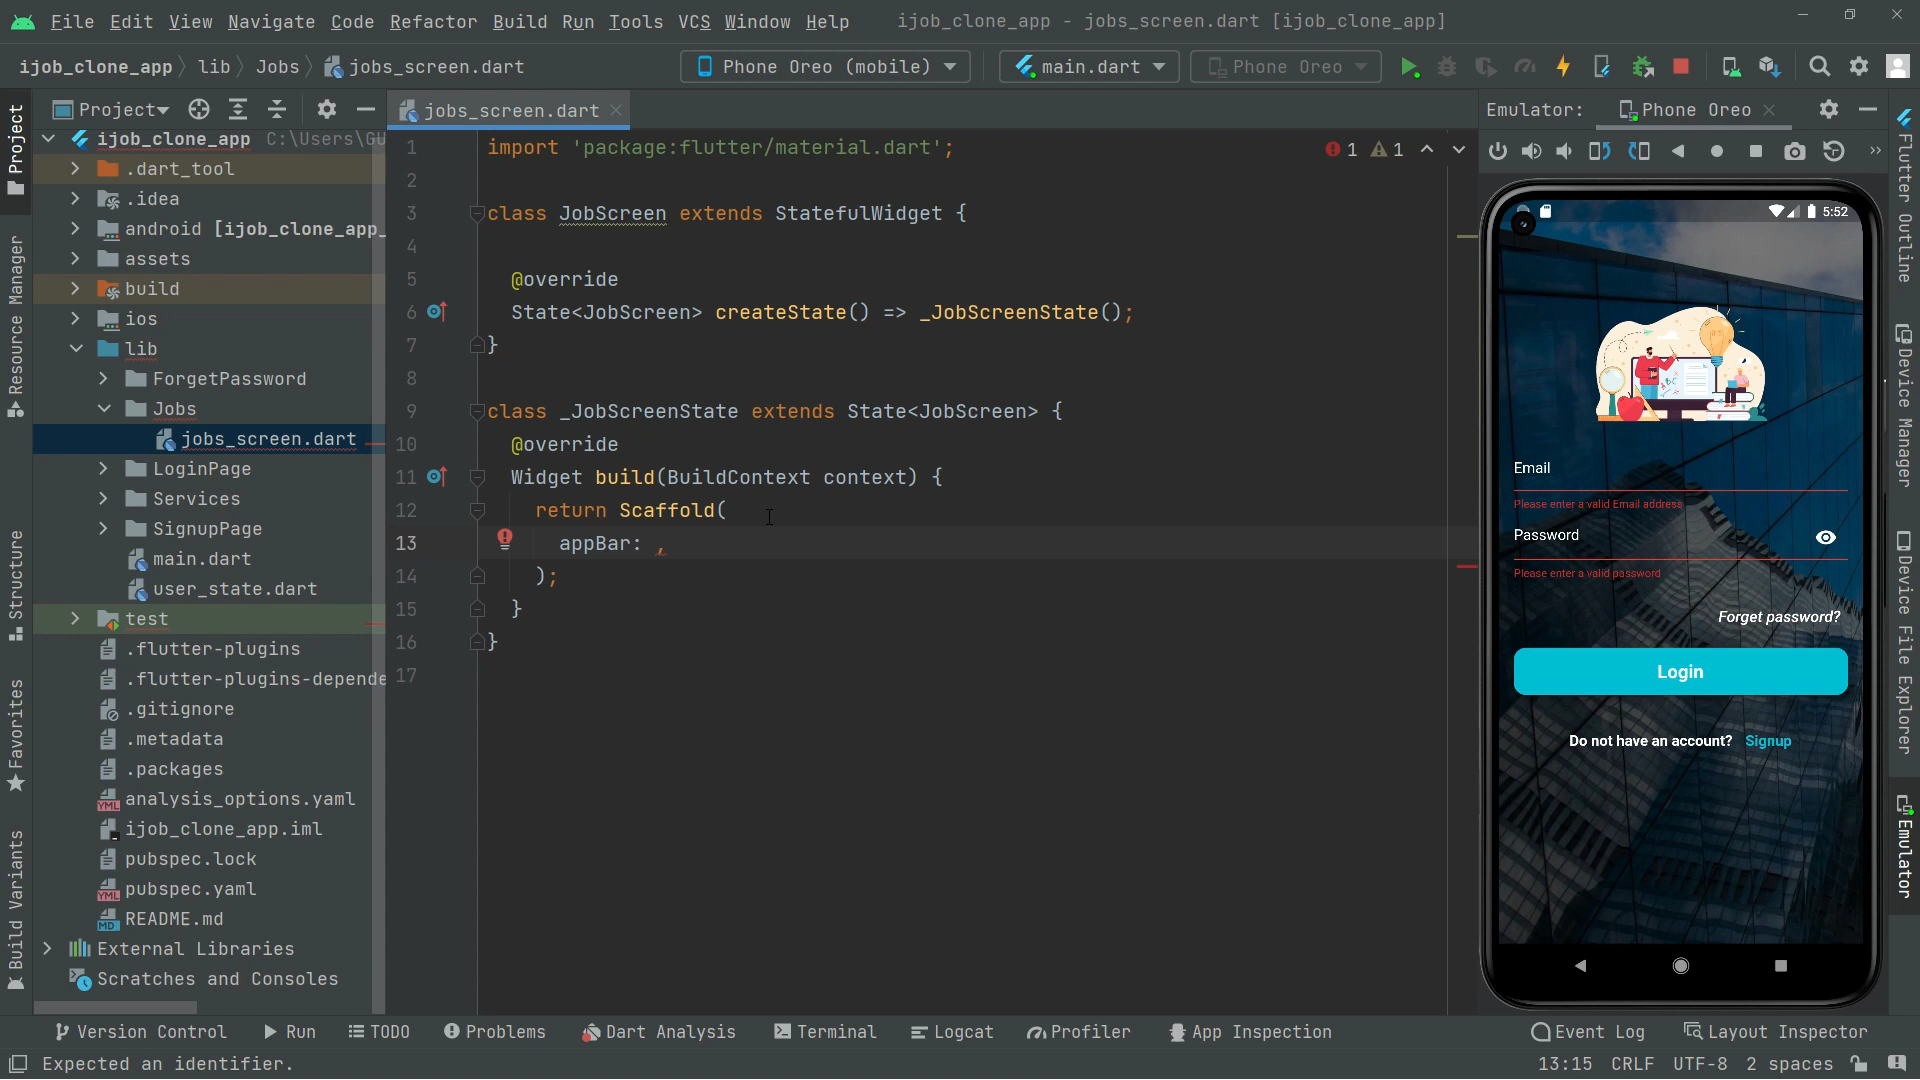 File Edit View Navigate Code Refactor Build Run Tools VCS Window Help ijob_clone_app - jobs_screen.dart [ijob_clone_app]
ijob_clone_app lib Jobs jobs_screen.dart Phone Oreo (mobile) main.dart Phone Oreo
Project
ijob_clone_app C:\Users\GU
.dart_tool
.idea
android [ijob_clone_app_
assets
build
ios
lib
ForgetPassword
Jobs
jobs_screen.dart
LoginPage
Services
SignupPage
main.dart
user_state.dart
test
.flutter-plugins
.flutter-plugins-depende
.gitignore
.metadata
.packages
analysis_options.yaml
ijob_clone_app.iml
pubspec.lock
pubspec.yaml
README.md
External Libraries
Scratches and Consoles
Project
Resource Manager
Structure
Favorites
Build Variants
jobs_screen.dart
1 1
1 import 'package:flutter/material.dart';
2
3 class JobScreen extends StatefulWidget {
4
5 @override
6 State<JobScreen> createState() => _JobScreenState();
7 }
8
9 class _JobScreenState extends State<JobScreen> {
10 @override
11 Widget build(BuildContext context) {
12 return Scaffold(
13 appBar: ,
14 );
15 }
16 }
17
Emulator: Phone Oreo
5:52
ABC
Email
Please enter a valid Email address
Password
Please enter a valid password
Forget password?
Login
Do not have an account? Signup
Flutter Outline
Device Manager
Device File Explorer
Emulator
Version Control Run TODO Problems Dart Analysis Terminal Logcat Profiler App Inspection Event Log Layout Inspector
Expected an identifier. 13:15 CRLF UTF-8 2 spaces